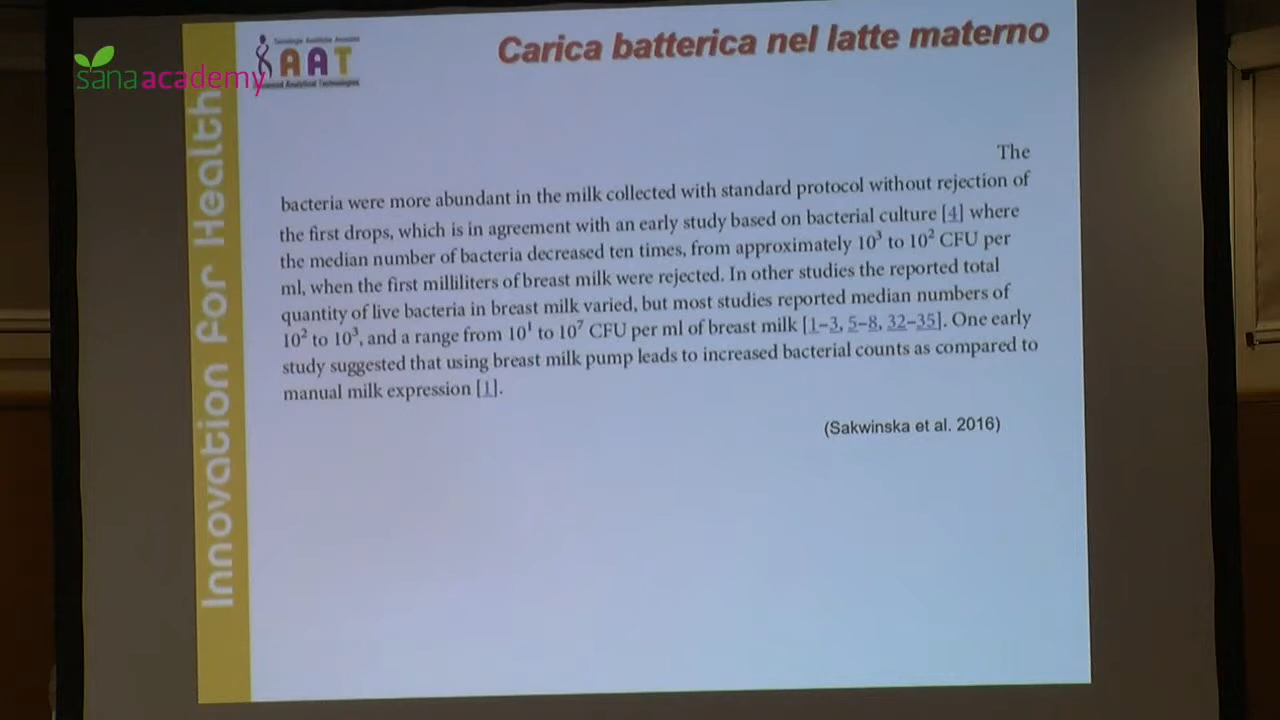 sanaacademy
Tecnologie Analitiche Avanzate
AAT
Advanced Analytical Technologies
Innovation for Health
Carica batterica nel latte materno
The
bacteria were more abundant in the milk collected with standard protocol without rejection of
the first drops, which is in agreement with an early study based on bacterial culture [4] where
the median number of bacteria decreased ten times, from approximately 10³ to 10² CFU per
ml, when the first milliliters of breast milk were rejected. In other studies the reported total
quantity of live bacteria in breast milk varied, but most studies reported median numbers of
10² to 10³, and a range from 10¹ to 10⁷ CFU per ml of breast milk [1–3, 5–8, 32–35]. One early
study suggested that using breast milk pump leads to increased bacterial counts as compared to
manual milk expression [1].
(Sakwinska et al. 2016)